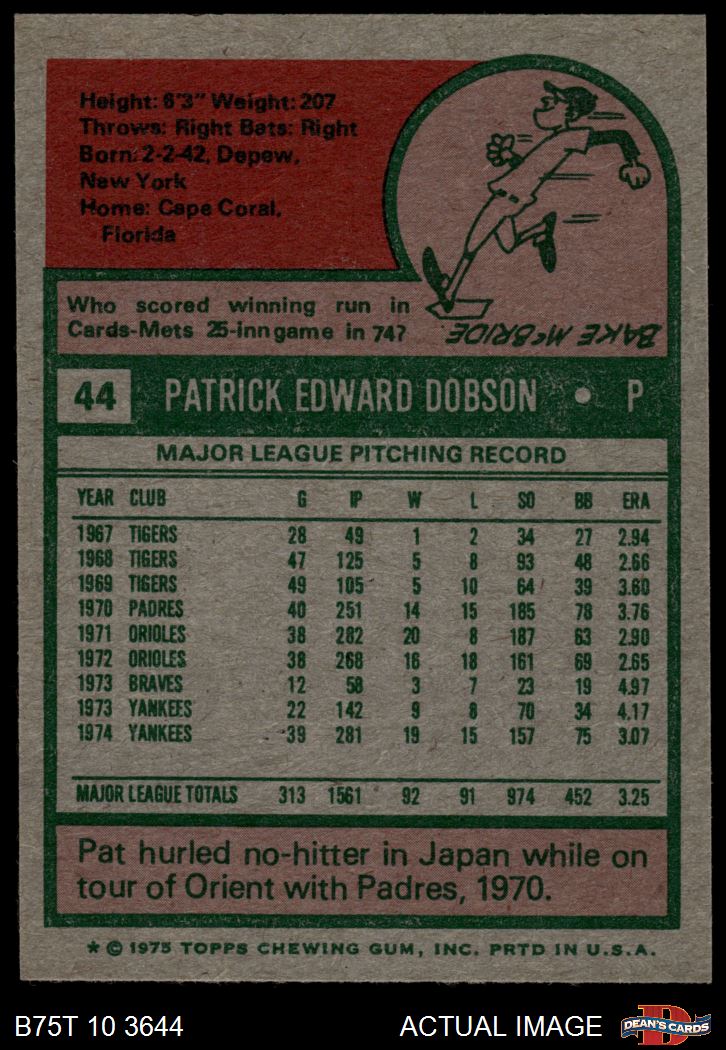 Height: 6'3" Weight: 207
Throws: Right Bats: Right
Born: 2-2-42, Depew,
New York
Home: Cape Coral,
Florida
Who scored winning run in
Cards-Mets 25-inn game in 74?
BAKE McBRIDE
44 PATRICK EDWARD DOBSON • P
MAJOR LEAGUE PITCHING RECORD
YEAR CLUB G IP W L SO BB ERA
1967 TIGERS 28 49 1 2 34 27 2.94
1968 TIGERS 47 125 5 8 93 48 2.66
1969 TIGERS 49 105 5 10 64 39 3.60
1970 PADRES 40 251 14 15 185 78 3.76
1971 ORIOLES 38 282 20 8 187 63 2.90
1972 ORIOLES 38 268 16 18 161 69 2.65
1973 BRAVES 12 58 3 7 23 19 4.97
1973 YANKEES 22 142 9 8 70 34 4.17
1974 YANKEES 39 281 19 15 157 75 3.07
MAJOR LEAGUE TOTALS 313 1561 92 91 974 452 3.25
Pat hurled no-hitter in Japan while on
tour of Orient with Padres, 1970.
* © 1975 TOPPS CHEWING GUM, INC. PRTD IN U.S.A.
B75T 10 3644 ACTUAL IMAGE D DEAN'S CARDS